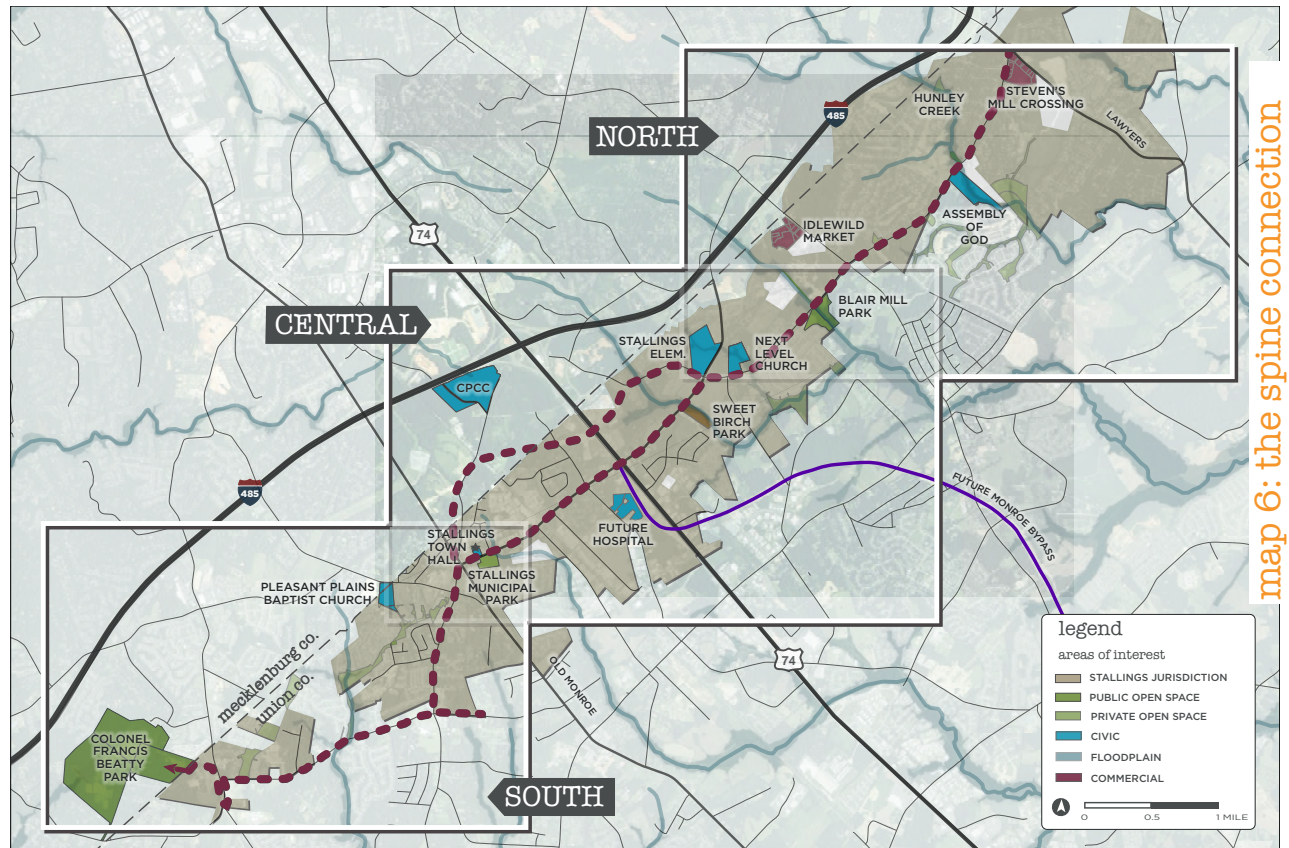 map 6: the spine connection
NORTH
485
HUNLEY
CREEK
STEVEN'S
MILL CROSSING
LAWYERS
74
IDLEWILD
MARKET
ASSEMBLY
OF
GOD
CENTRAL
BLAIR MILL
PARK
STALLINGS
ELEM.
NEXT
LEVEL
CHURCH
CPCC
SWEET
BIRCH
PARK
485
FUTURE MONROE BYPASS
FUTURE
HOSPITAL
STALLINGS
TOWN
HALL
STALLINGS
MUNICIPAL
PARK
PLEASANT PLAINS
BAPTIST CHURCH
mecklenburg co.
union co.
OLD MONROE
74
COLONEL
FRANCIS
BEATTY
PARK
SOUTH
legend
areas of interest
STALLINGS JURISDICTION
PUBLIC OPEN SPACE
PRIVATE OPEN SPACE
CIVIC
FLOODPLAIN
COMMERCIAL
0 0.5 1 MILE